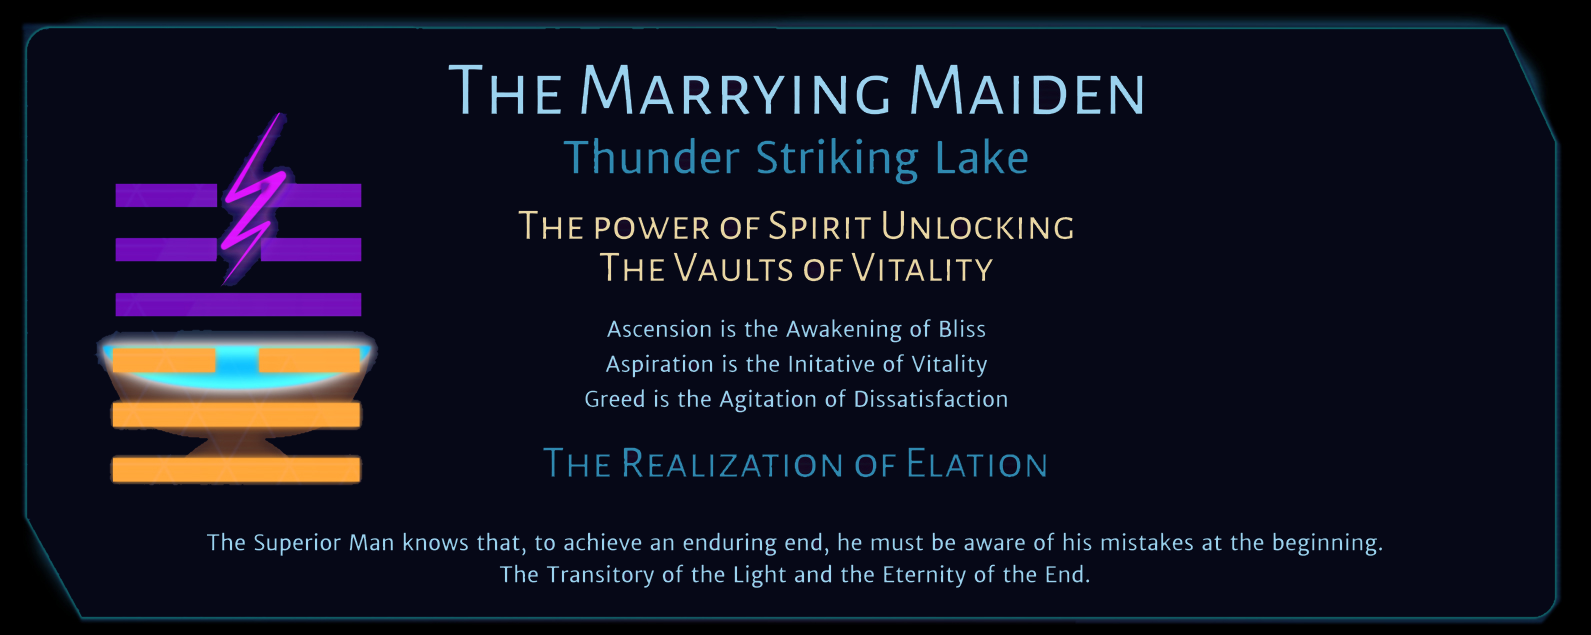 The Marrying Maiden
Thunder Striking Lake
The power of Spirit Unlocking
The Vaults of Vitality
Ascension is the Awakening of Bliss
Aspiration is the Initative of Vitality
Greed is the Agitation of Dissatisfaction
The Realization of Elation
The Superior Man knows that, to achieve an enduring end, he must be aware of his mistakes at the beginning.
The Transitory of the Light and the Eternity of the End.